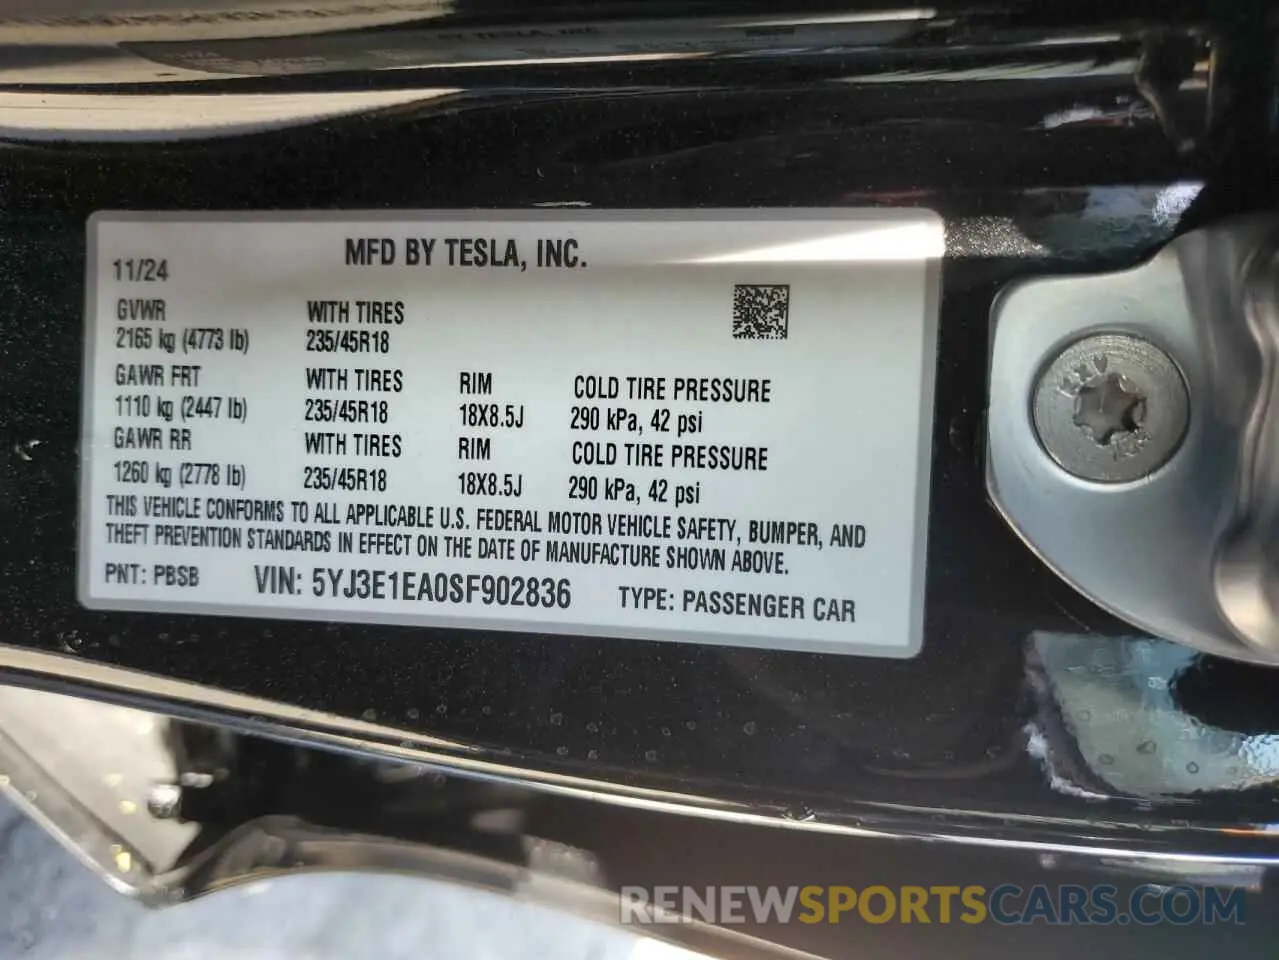 MFD BY TESLA, INC.
11/24
GVWR WITH TIRES
2165 kg (4773 lb) 235/45R18
GAWR FRT WITH TIRES RIM COLD TIRE PRESSURE
1110 kg (2447 lb) 235/45R18 18X8.5J 290 kPa, 42 psi
GAWR RR WITH TIRES RIM COLD TIRE PRESSURE
1260 kg (2778 lb) 235/45R18 18X8.5J 290 kPa, 42 psi
THIS VEHICLE CONFORMS TO ALL APPLICABLE U.S. FEDERAL MOTOR VEHICLE SAFETY, BUMPER, AND
THEFT PREVENTION STANDARDS IN EFFECT ON THE DATE OF MANUFACTURE SHOWN ABOVE.
PNT: PBSB VIN: 5YJ3E1EA0SF902836 TYPE: PASSENGER CAR
RENEWSPORTSCARS.COM